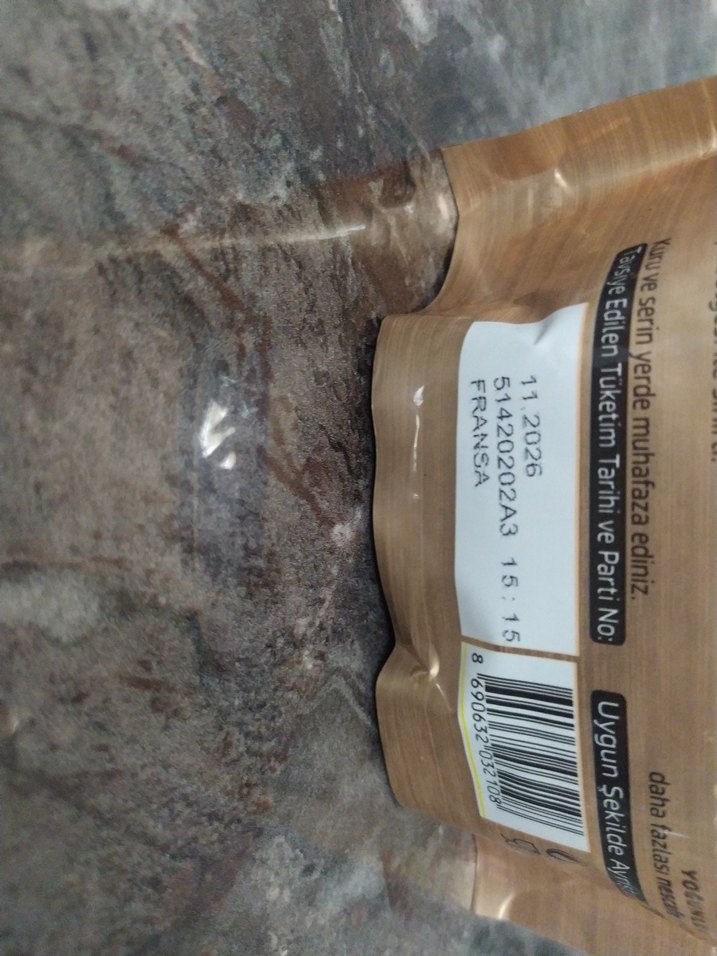 Kuru ve serin yerde muhafaza ediniz.
Tavsiye Edilen Tüketim Tarihi ve Parti No:
11.2026
51420202A3 15:15
FRANSA
daha fazlası
Uygun Şekilde
8 690632 032108